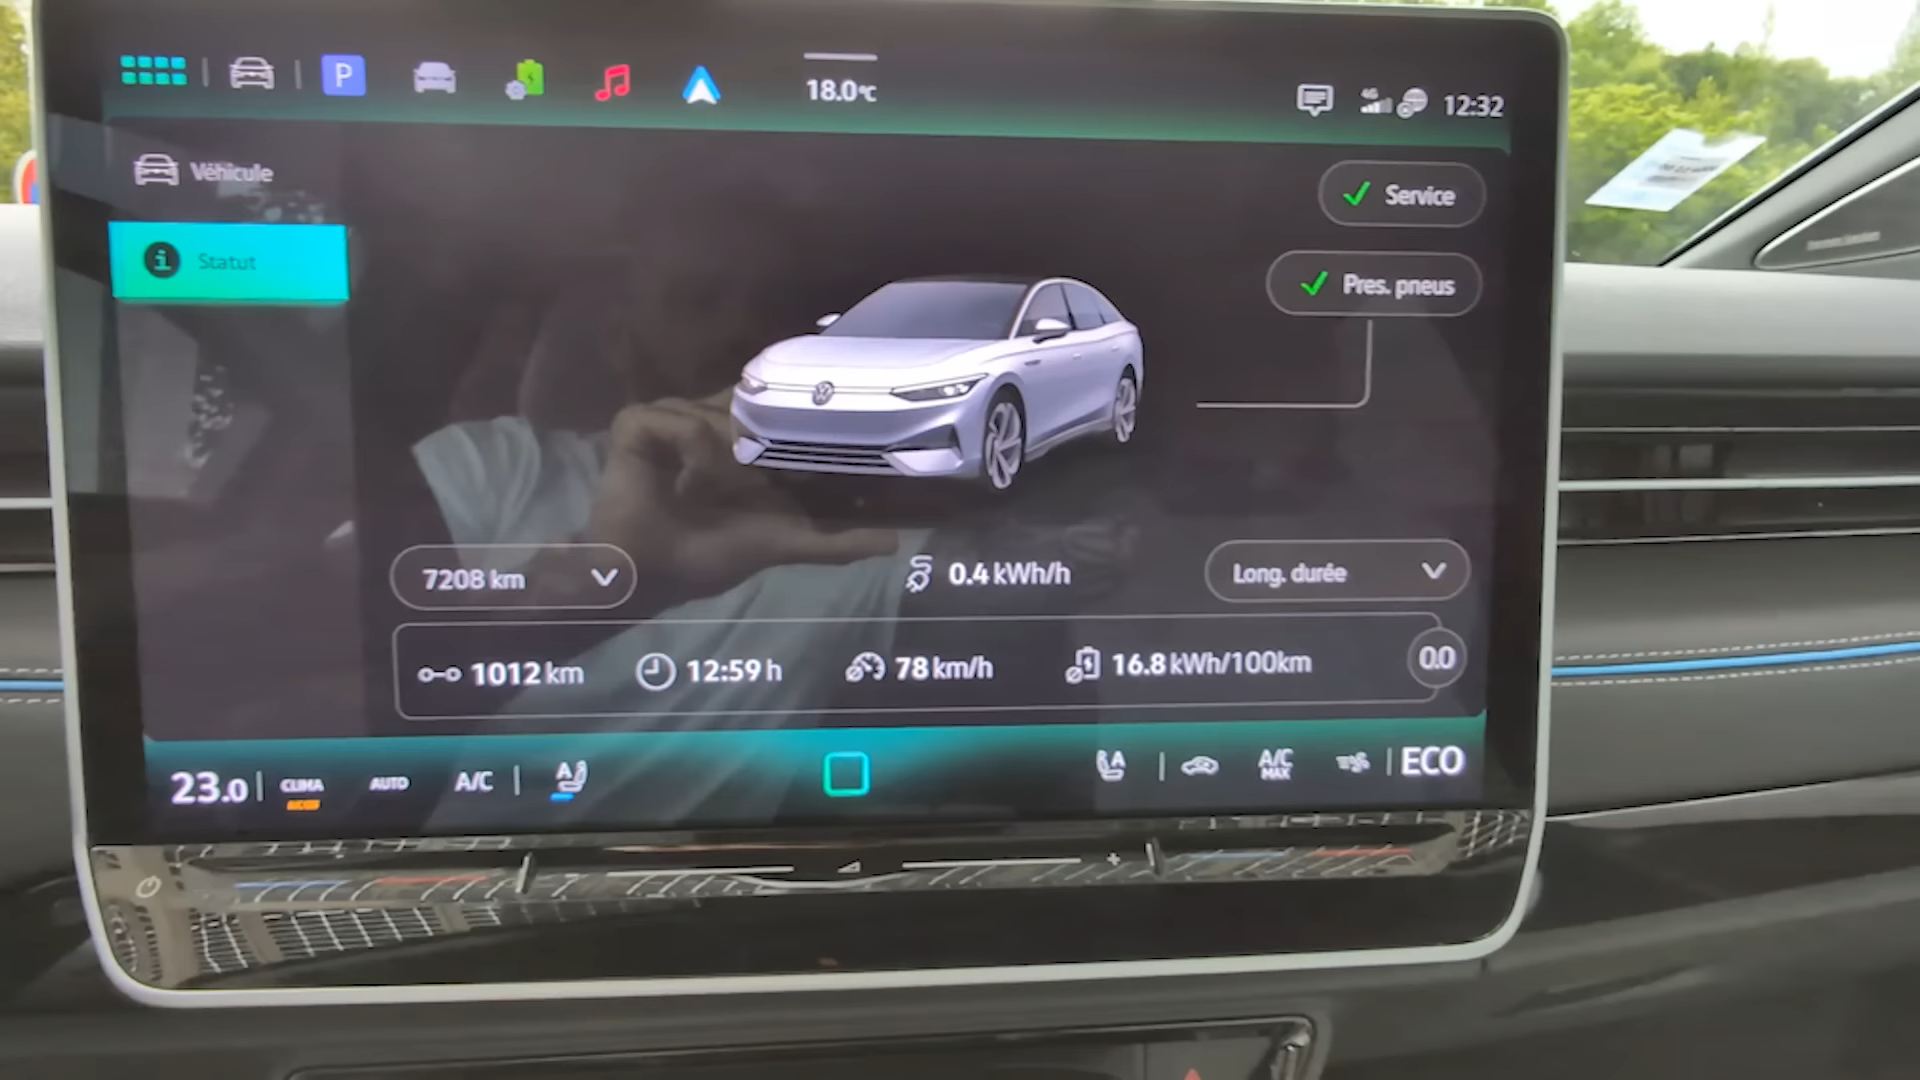 P
18.0°C
4G
12:32
Véhicule
Service
i Statut
Pres. pneus
7208 km
0.4 kWh/h
Long. durée
1012 km
12:59 h
78 km/h
16.8 kWh/100km
0.0
23.0
CLIMA
AUTO
A/C
A
A
A/C
MAX
ECO